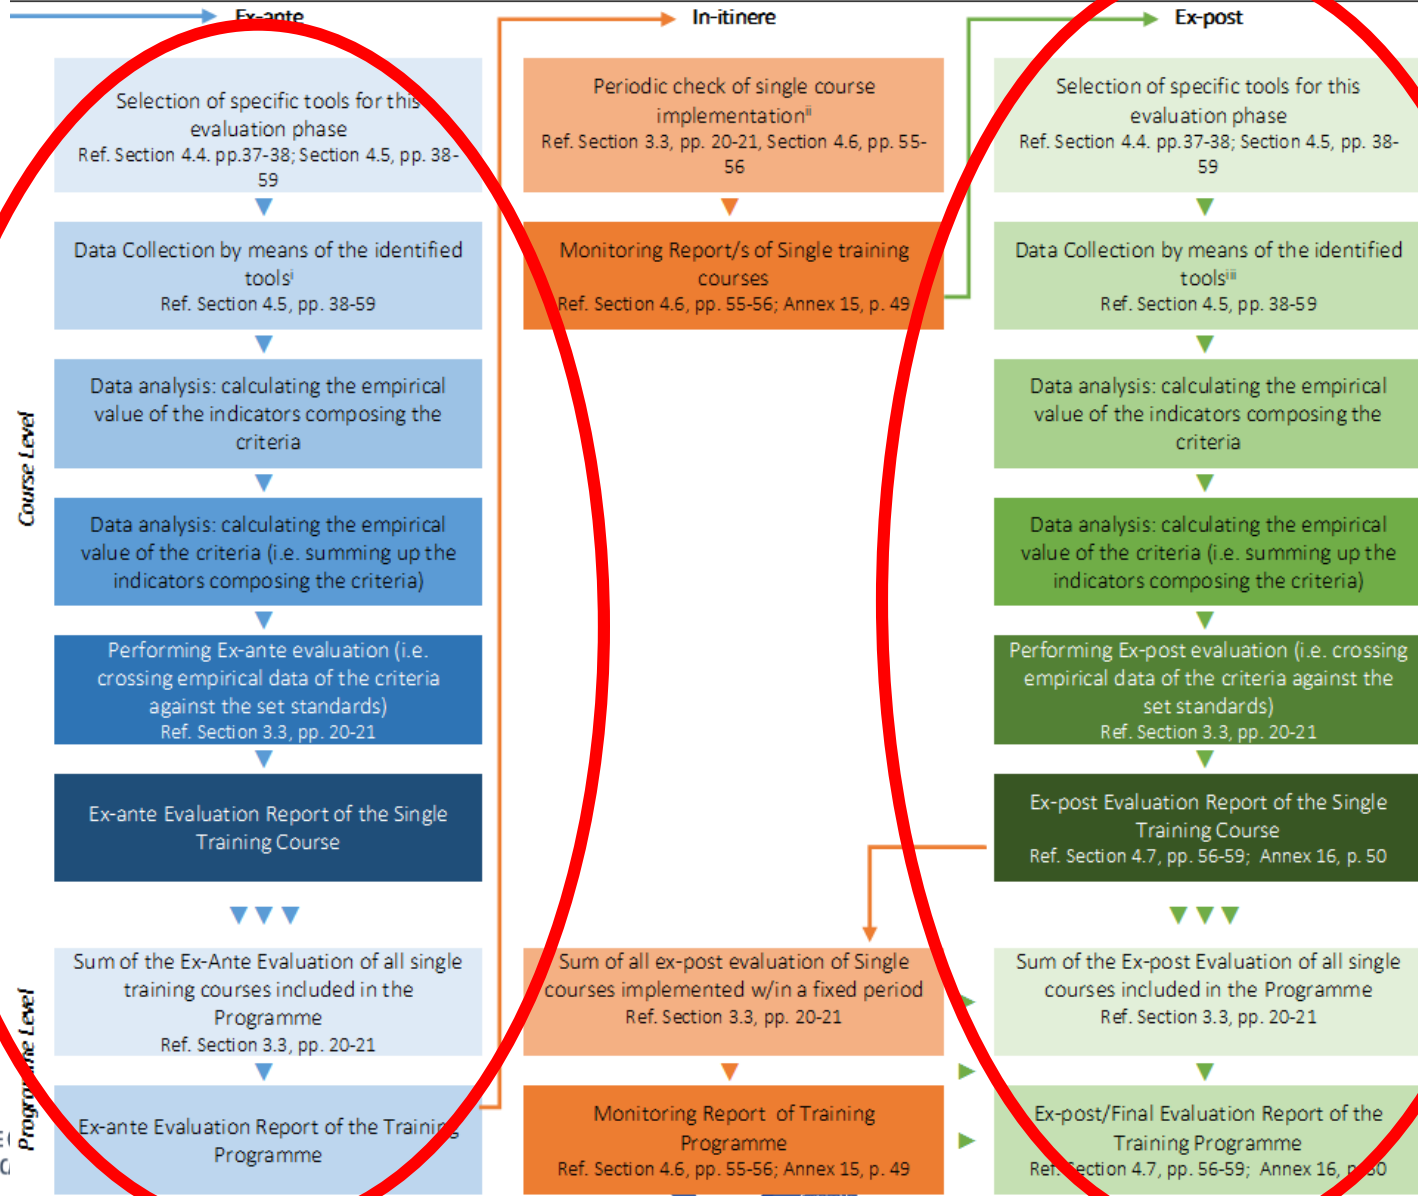 Ex-ante
Selection of specific tools for this
evaluation phase
Ref. Section 4.4. pp.37-38; Section 4.5, pp. 38-
59
Data Collection by means of the identified
toolsⁱ
Ref. Section 4.5, pp. 38-59
Data analysis: calculating the empirical
value of the indicators composing the
criteria
Data analysis: calculating the empirical
value of the criteria (i.e. summing up the
indicators composing the criteria)
Performing Ex-ante evaluation (i.e.
crossing empirical data of the criteria
against the set standards)
Ref. Section 3.3, pp. 20-21
Ex-ante Evaluation Report of the Single
Training Course
Sum of the Ex-Ante Evaluation of all single
training courses included in the
Programme
Ref. Section 3.3, pp. 20-21
Ex-ante Evaluation Report of the Training
Programme
In-itinere
Periodic check of single course
implementationⁱⁱ
Ref. Section 3.3, pp. 20-21, Section 4.6, pp. 55-
56
Monitoring Report/s of Single training
courses
Ref. Section 4.6, pp. 55-56; Annex 15, p. 49
Sum of all ex-post evaluation of Single
courses implemented w/in a fixed period
Ref. Section 3.3, pp. 20-21
Monitoring Report of Training
Programme
Ref. Section 4.6, pp. 55-56; Annex 15, p. 49
Ex-post
Selection of specific tools for this
evaluation phase
Ref. Section 4.4. pp.37-38; Section 4.5, pp. 38-
59
Data Collection by means of the identified
toolsⁱⁱⁱ
Ref. Section 4.5, pp. 38-59
Data analysis: calculating the empirical
value of the indicators composing the
criteria
Data analysis: calculating the empirical
value of the criteria (i.e. summing up the
indicators composing the criteria)
Performing Ex-post evaluation (i.e. crossing
empirical data of the criteria against the
set standards)
Ref. Section 3.3, pp. 20-21
Ex-post Evaluation Report of the Single
Training Course
Ref. Section 4.7, pp. 56-59; Annex 16, p. 50
Sum of the Ex-post Evaluation of all single
courses included in the Programme
Ref. Section 3.3, pp. 20-21
Ex-post/Final Evaluation Report of the
Training Programme
Ref. Section 4.7, pp. 56-59; Annex 16, p. 50
Course Level
Programme Level